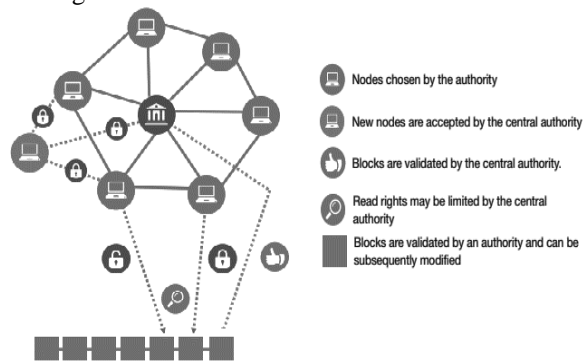 Nodes chosen by the authority
New nodes are accepted by the central authority
Blocks are validated by the central authority.
Read rights may be limited by the central
authority
Blocks are validated by an authority and can be
subsequently modified